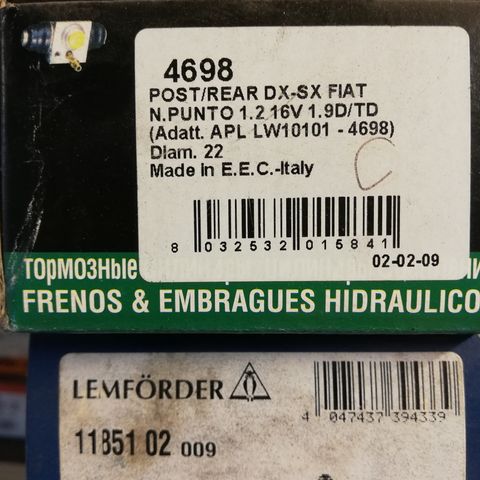 4698
POST/REAR DX-SX FIAT
N.PUNTO 1.2 16V 1.9D/TD
(Adatt. APL LW10101 - 4698)
Diam. 22
Made in E.E.C.-Italy
C
8 032532 015841
02-02-09
ТОРМОЗНЫЕ
FRENOS & EMBRAGUES HIDRAULICO
LEMFÖRDER
4 047437 394339
11851 02 009